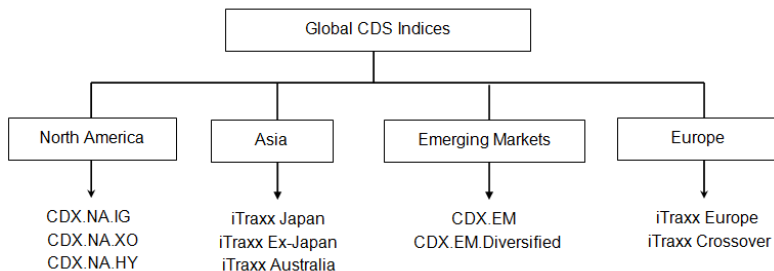 Global CDS Indices
North America
Asia
Emerging Markets
Europe
CDX.NA.IG
CDX.NA.XO
CDX.NA.HY
iTraxx Japan
iTraxx Ex-Japan
iTraxx Australia
CDX.EM
CDX.EM.Diversified
iTraxx Europe
iTraxx Crossover